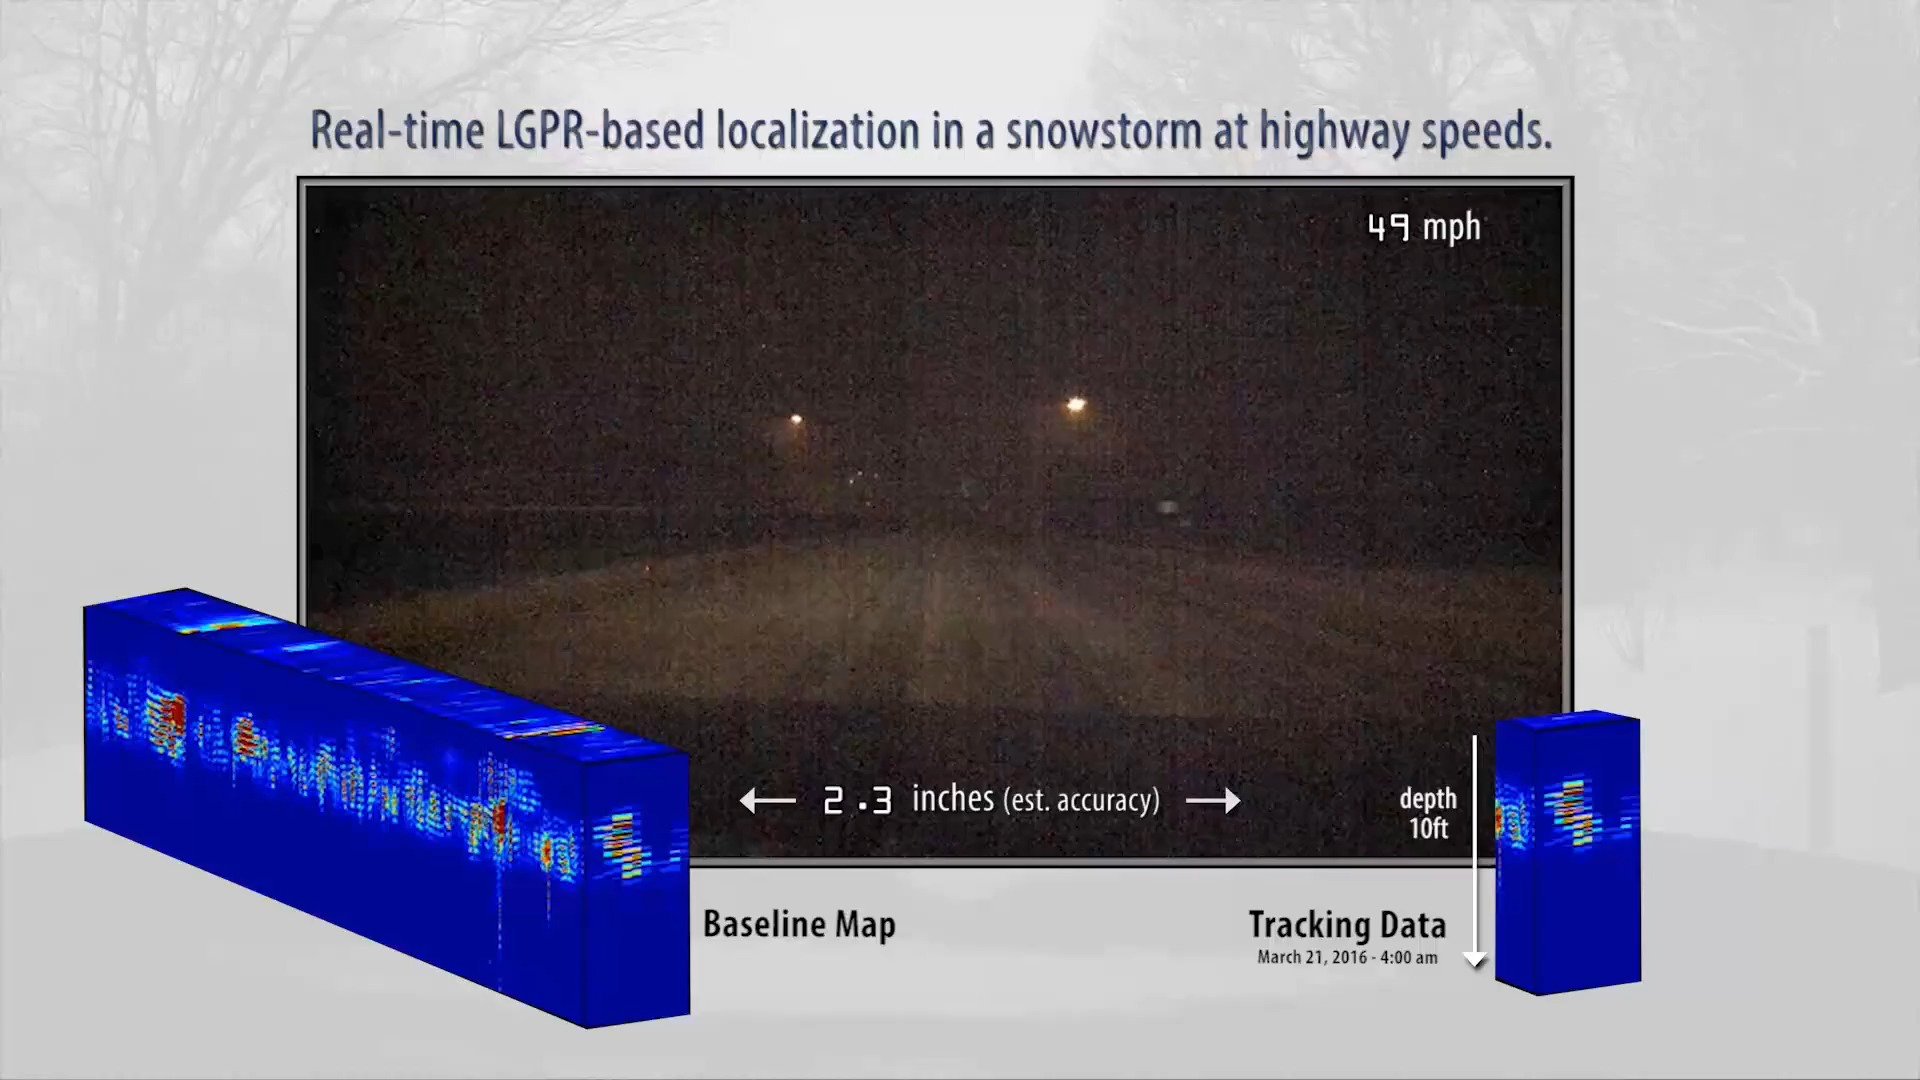 Real-time LGPR-based localization in a snowstorm at highway speeds.
49 mph
2.3 inches (est. accuracy)
depth
10ft
Baseline Map
Tracking Data
March 21, 2016 - 4:00 am